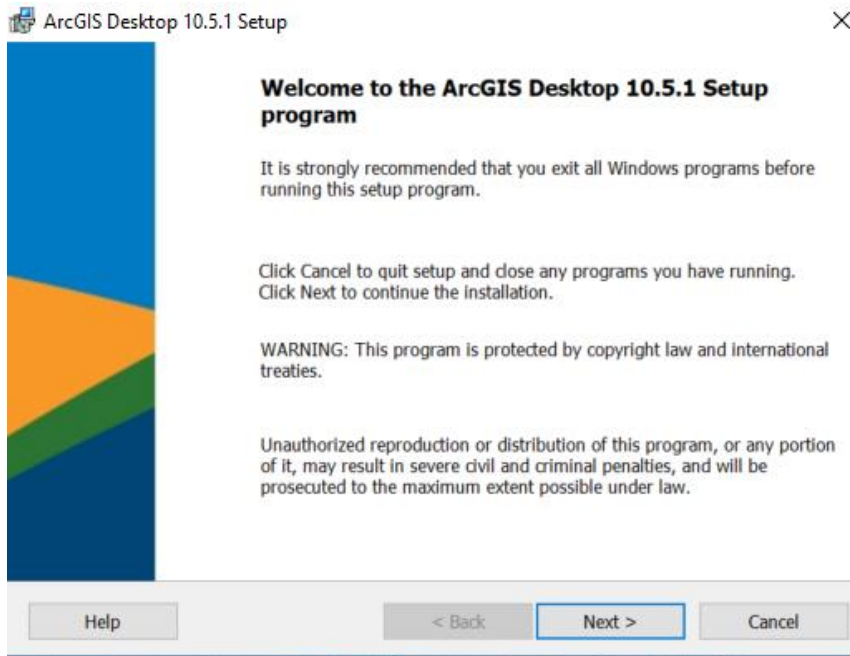 ArcGIS Desktop 10.5.1 Setup
Welcome to the ArcGIS Desktop 10.5.1 Setup
program
It is strongly recommended that you exit all Windows programs before
running this setup program.
Click Cancel to quit setup and close any programs you have running.
Click Next to continue the installation.
WARNING: This program is protected by copyright law and international
treaties.
Unauthorized reproduction or distribution of this program, or any portion
of it, may result in severe civil and criminal penalties, and will be
prosecuted to the maximum extent possible under law.
Help < Back Next > Cancel